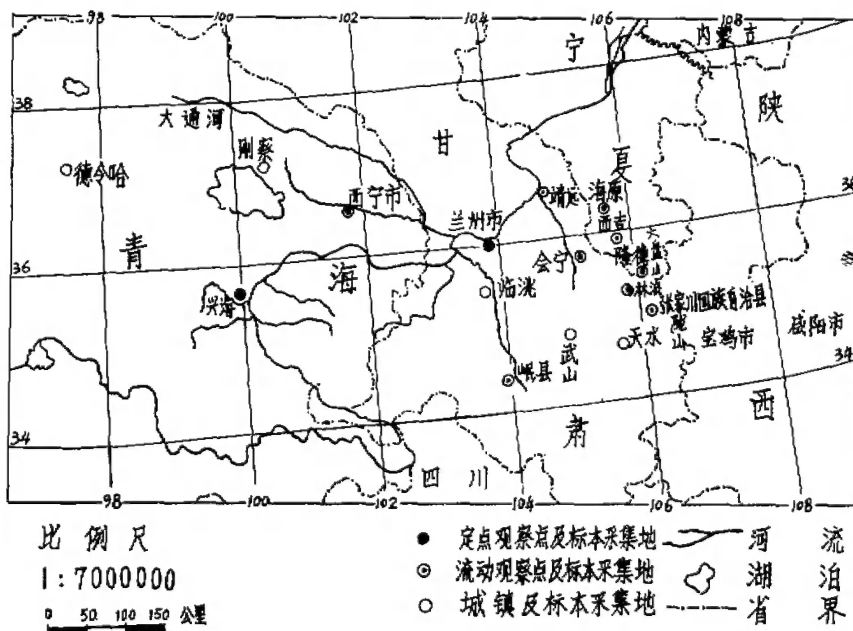 98
100
102
104
106
108
宁
内蒙古
38
大通河
刚察
甘
陕
德令哈
西宁市
夏
靖远
海原
兰州市
西吉
36
青
海
会宁
隆德
六盘山
36
兴海
临洮
张家川回族自治县
陇山
天水
宝鸡市
咸阳市
武山
岷县
34
34
肃
西
四川
98
100
102
104
106
108
比例尺
1:7000000
0 50 100 150 公里
定点观察点及标本采集地
流动观察点及标本采集地
城镇及标本采集地
河流
湖泊
省界